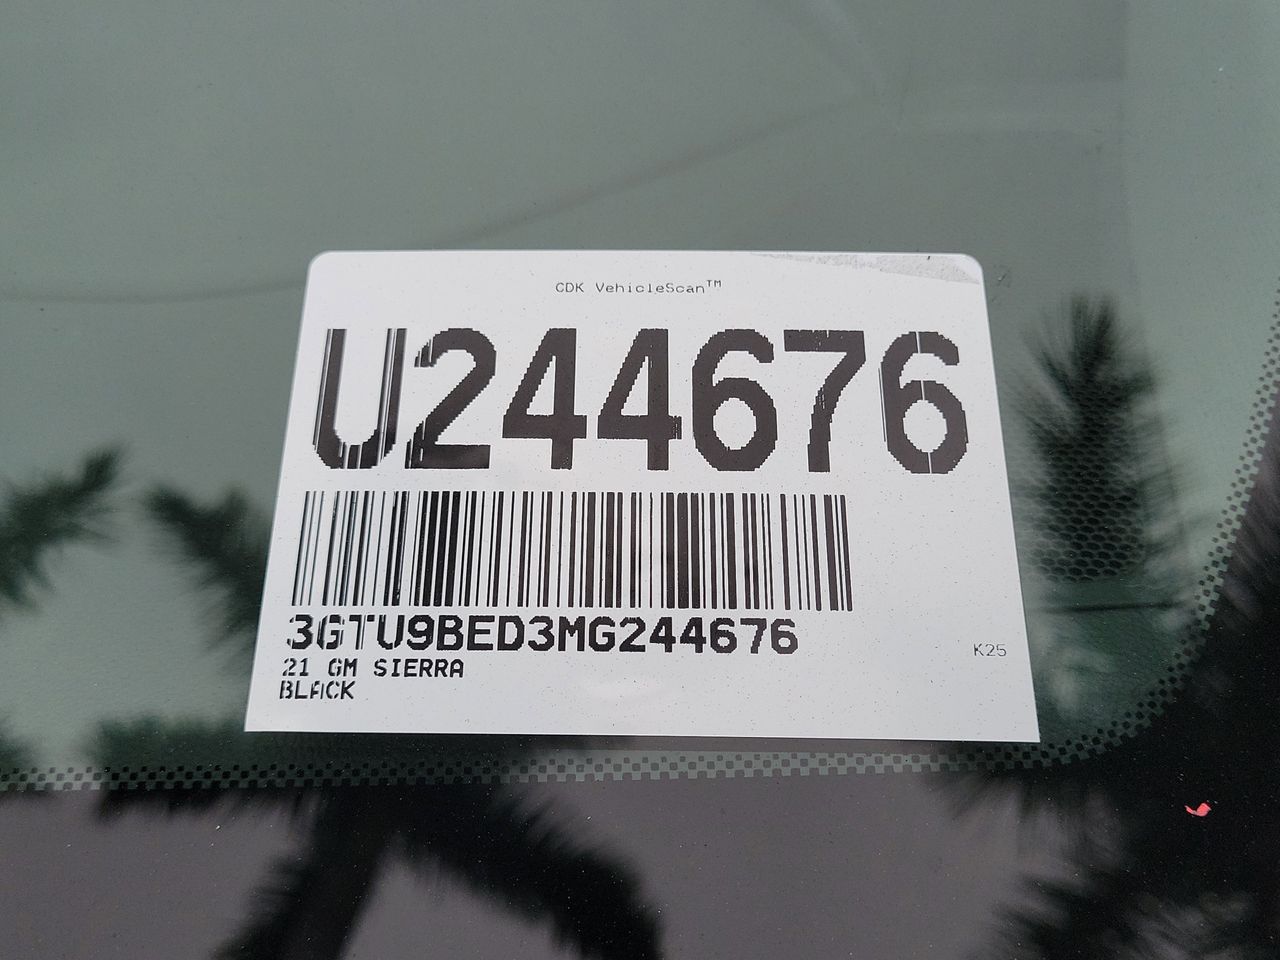 CDK VehicleScan™
U244676
3GTU9BED3MG244676
21 GM SIERRA
BLACK
K25